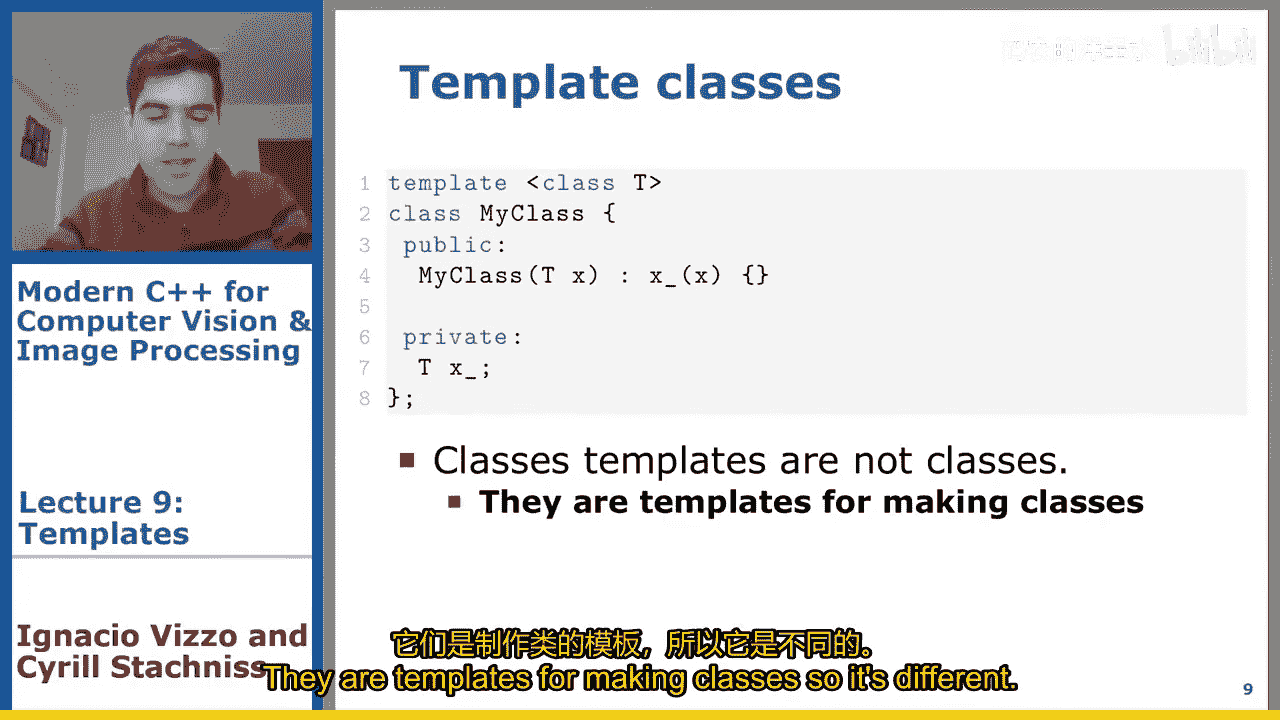 Template classes
1 template <class T>
2 class MyClass {
3 public:
4 MyClass(T x) : x_(x) {}
5
6 private:
7 T x_;
8 };
Classes templates are not classes.
They are templates for making classes
Modern C++ for
Computer Vision &
Image Processing
Lecture 9:
Templates
Ignacio Vizzo and
Cyrill Stachniss
它们是制作类的模板，所以它是不同的。
They are templates for making classes so it's different.
9